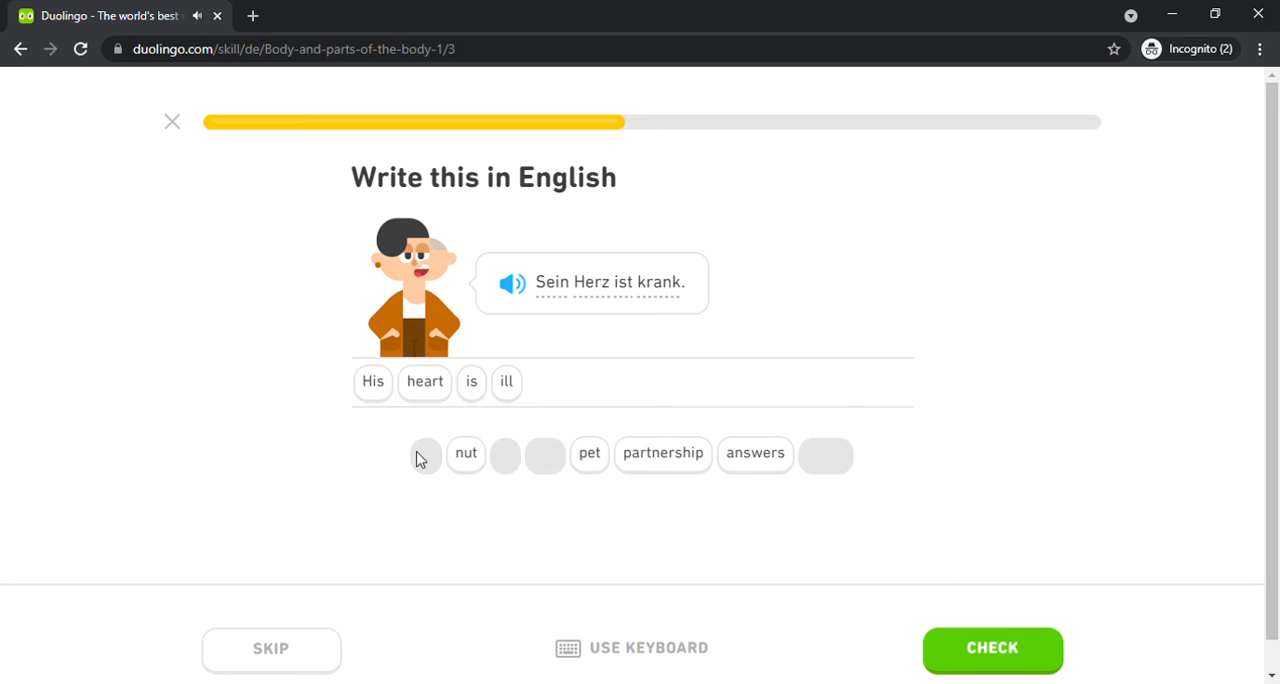 Duolingo - The world's best
duolingo.com/skill/de/Body-and-parts-of-the-body-1/3
Incognito (2)
Write this in English
Sein Herz ist krank.
His heart is ill
nut pet partnership answers
SKIP
USE KEYBOARD
CHECK